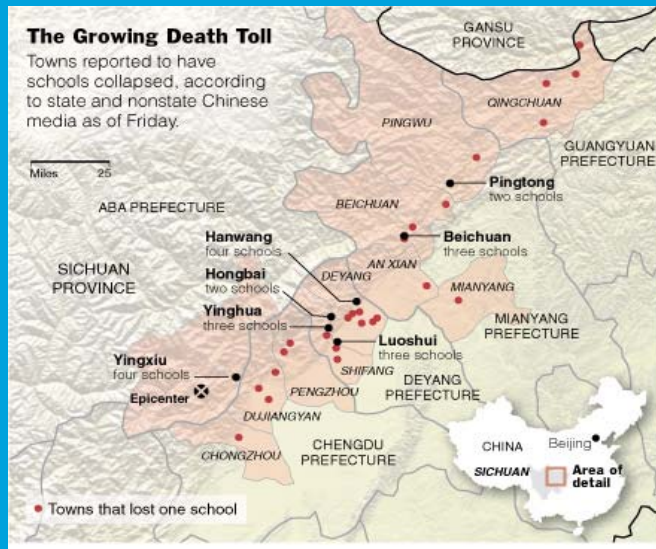 The Growing Death Toll
Towns reported to have
schools collapsed, according
to state and nonstate Chinese
media as of Friday.
Miles 25
GANSU
PROVINCE
QINGCHUAN
PINGWU
GUANGYUAN
PREFECTURE
ABA PREFECTURE
Pingtong
two schools
BEICHUAN
Hanwang
four schools
Beichuan
three schools
SICHUAN
PROVINCE
Hongbai
two schools
DEYANG
AN XIAN
MIANYANG
Yinghua
three schools
MIANYANG
PREFECTURE
Luoshui
three schools
Yingxiu
four schools
SHIFANG
Epicenter
PENGZHOU
DEYANG
PREFECTURE
DUJIANGYAN
CHENGDU
PREFECTURE
CHONGZHOU
CHINA
Beijing
SICHUAN
Area of
detail
Towns that lost one school